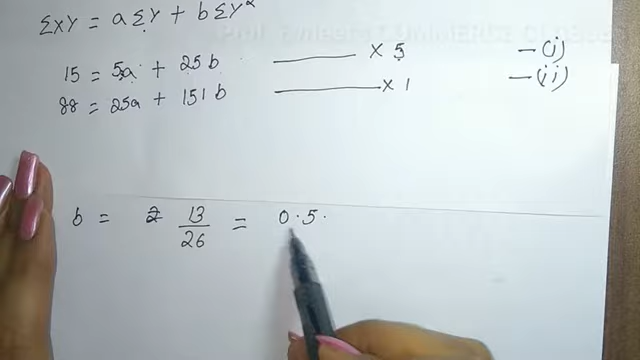 ΣXY = aΣY + bΣY²
15 = 5a + 25b ——— × 5 — (i)
88 = 25a + 151b ——— × 1 — (ii)
b = 13/26 = 0.5.